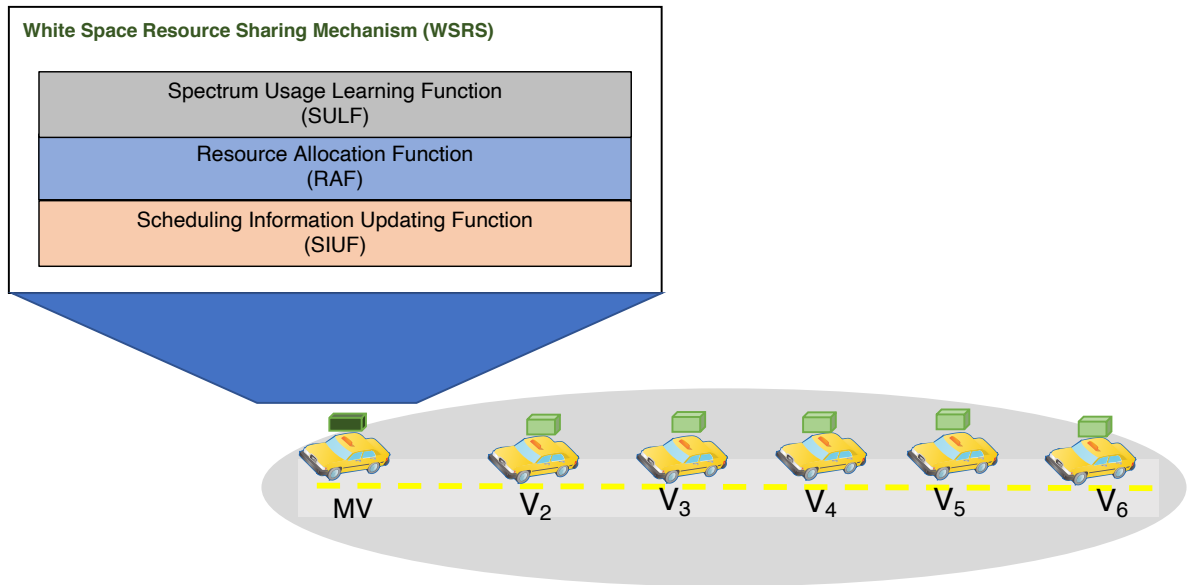 White Space Resource Sharing Mechanism (WSRS)
Spectrum Usage Learning Function
(SULF)
Resource Allocation Function
(RAF)
Scheduling Information Updating Function
(SIUF)
MV V₂ V₃ V₄ V₅ V₆